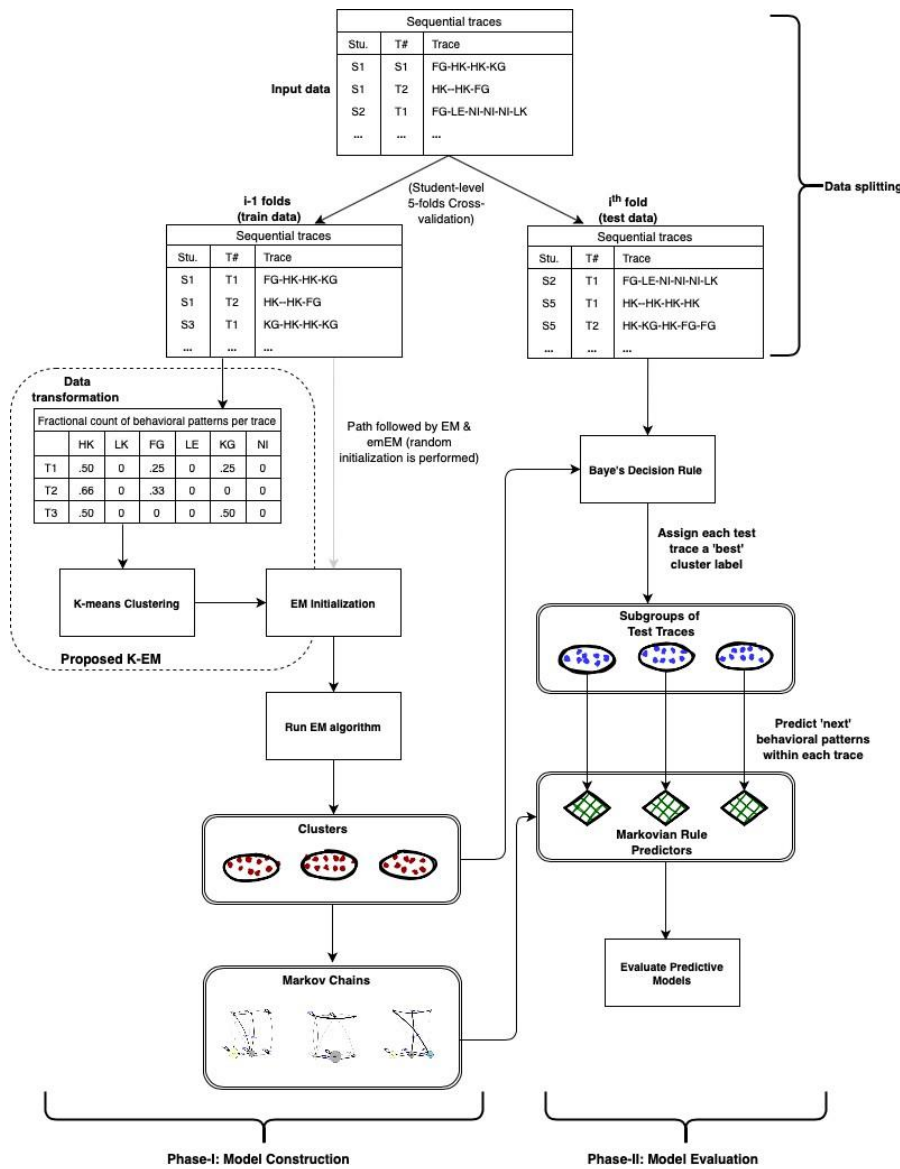 Sequential traces
Stu. T# Trace
S1 S1 FG-HK-HK-KG
S1 T2 HK--HK-FG
S2 T1 FG-LE-NI-NI-NI-LK
... ... ...
Input data
Data splitting
(Student-level
5-folds Cross-
validation)
i-1 folds
(train data)
Sequential traces
Stu. T# Trace
S1 T1 FG-HK-HK-KG
S1 T2 HK--HK-FG
S3 T1 KG-HK-HK-KG
... ... ...
ith fold
(test data)
Sequential traces
Stu. T# Trace
S2 T1 FG-LE-NI-NI-NI-LK
S5 T1 HK--HK-HK-HK
S5 T2 HK-KG-HK-FG-FG
... ... ...
Data
transformation
Fractional count of behavioral patterns per trace
HK LK FG LE KG NI
T1 .50 0 .25 0 .25 0
T2 .66 0 .33 0 0 0
T3 .50 0 0 0 .50 0
Path followed by EM &
emEM (random
initialization is performed)
K-means Clustering
EM Initialization
Proposed K-EM
Run EM algorithm
Clusters
Markov Chains
Baye's Decision Rule
Assign each test
trace a 'best'
cluster label
Subgroups of
Test Traces
Predict 'next'
behavioral patterns
within each trace
Markovian Rule
Predictors
Evaluate Predictive
Models
Phase-I: Model Construction
Phase-II: Model Evaluation